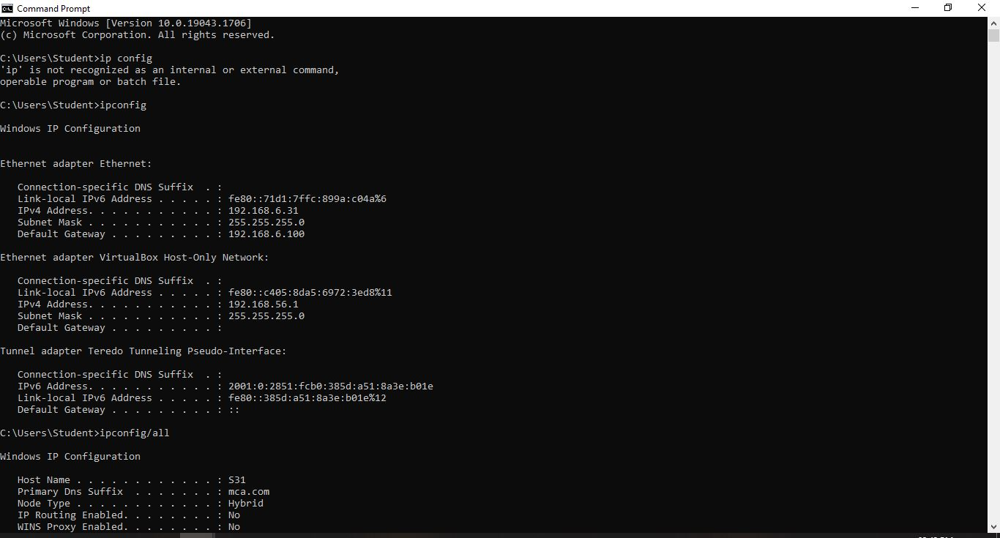 Command Prompt
Microsoft Windows [Version 10.0.19043.1706]
(c) Microsoft Corporation. All rights reserved.
C:\Users\Student>ip config
'ip' is not recognized as an internal or external command,
operable program or batch file.
C:\Users\Student>ipconfig
Windows IP Configuration
Ethernet adapter Ethernet:
Connection-specific DNS Suffix  . :
Link-local IPv6 Address . . . . . : fe80::71d1:7ffc:899a:c04a%6
IPv4 Address. . . . . . . . . . . : 192.168.6.31
Subnet Mask . . . . . . . . . . . : 255.255.255.0
Default Gateway . . . . . . . . . : 192.168.6.100
Ethernet adapter VirtualBox Host-Only Network:
Connection-specific DNS Suffix  . :
Link-local IPv6 Address . . . . . : fe80::c405:8da5:6972:3ed8%11
IPv4 Address. . . . . . . . . . . : 192.168.56.1
Subnet Mask . . . . . . . . . . . : 255.255.255.0
Default Gateway . . . . . . . . . :
Tunnel adapter Teredo Tunneling Pseudo-Interface:
Connection-specific DNS Suffix  . :
IPv6 Address. . . . . . . . . . . : 2001:0:2851:fcb0:385d:a51:8a3e:b01e
Link-local IPv6 Address . . . . . : fe80::385d:a51:8a3e:b01e%12
Default Gateway . . . . . . . . . : ::
C:\Users\Student>ipconfig/all
Windows IP Configuration
Host Name . . . . . . . . . . . . : S31
Primary Dns Suffix  . . . . . . . : mca.com
Node Type . . . . . . . . . . . . : Hybrid
IP Routing Enabled. . . . . . . . : No
WINS Proxy Enabled. . . . . . . . : No